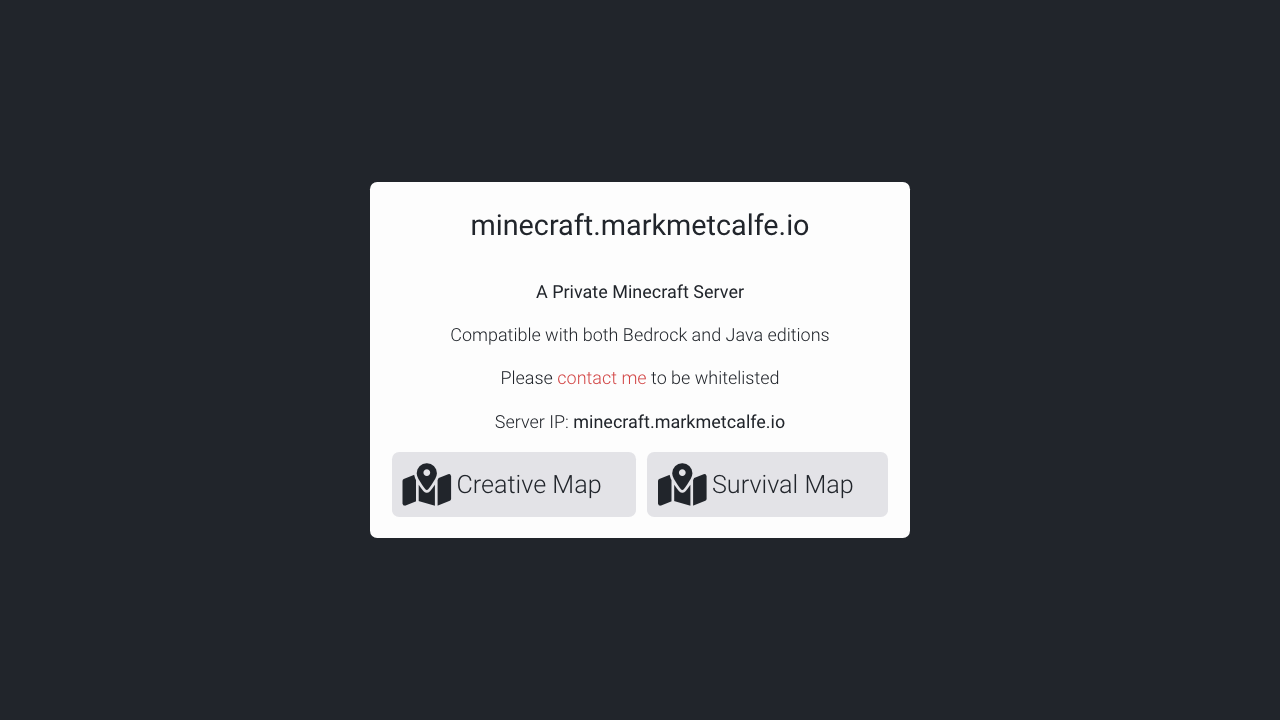 minecraft.markmetcalfe.io
A Private Minecraft Server
Compatible with both Bedrock and Java editions
Please contact me to be whitelisted
Server IP: minecraft.markmetcalfe.io
Creative Map
Survival Map